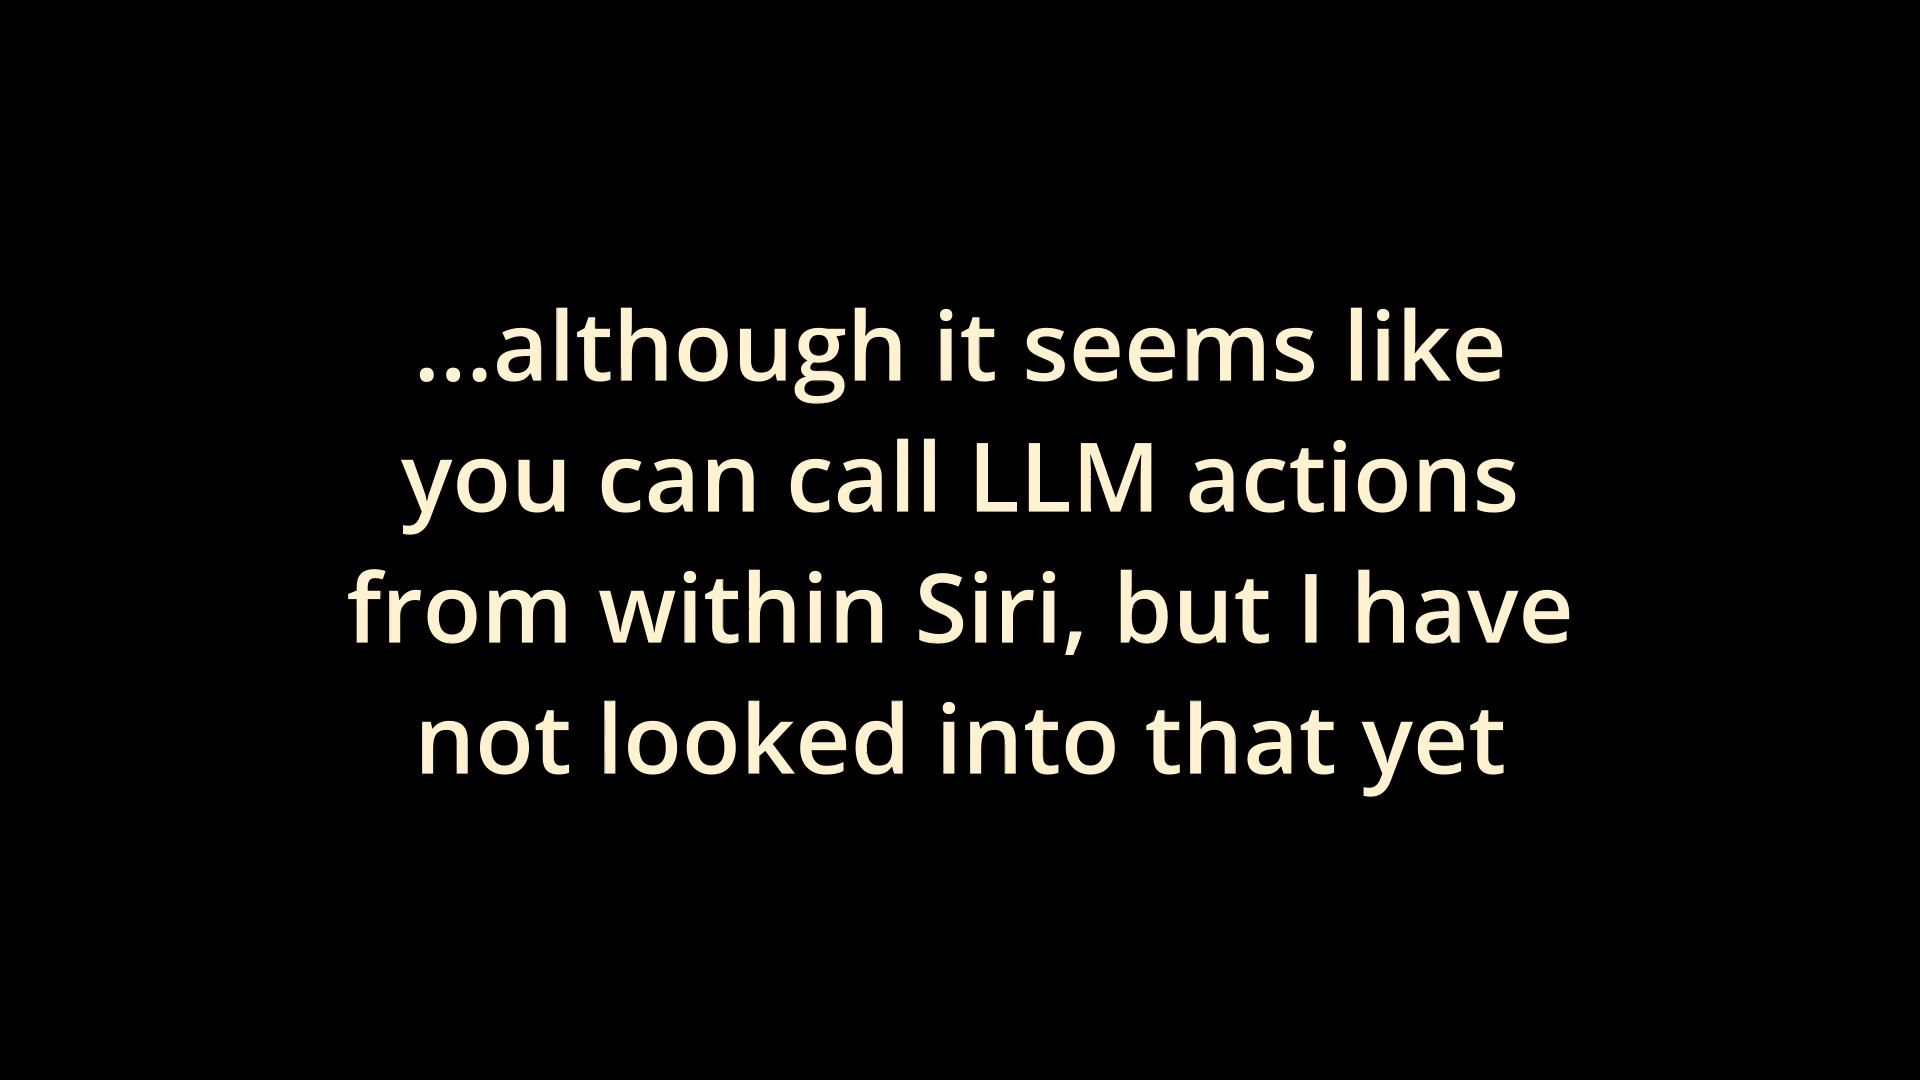 ...although it seems like
you can call LLM actions
from within Siri, but I have
not looked into that yet